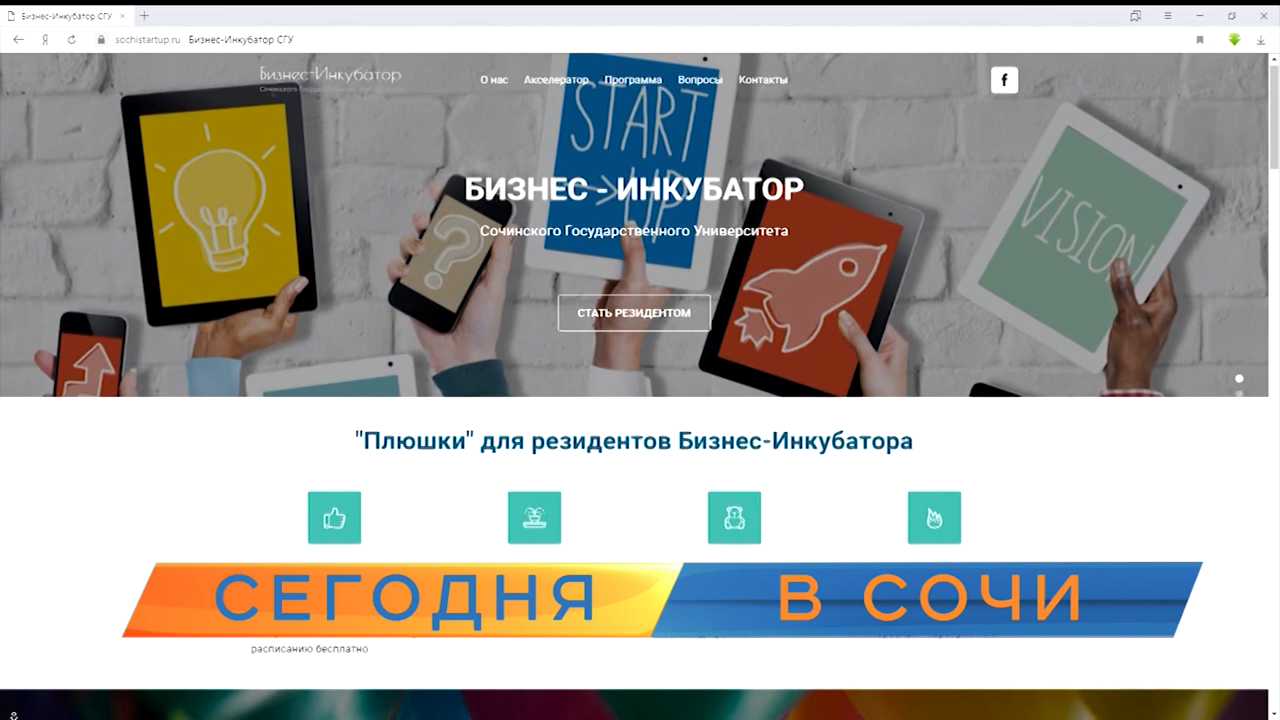 Бизнес-Инкубатор СГУ
sochistartup.ru Бизнес-Инкубатор СГУ
Бизнес-Инкубатор
О нас Акселератор Программа Вопросы Контакты
START
>UP
VISION
?
БИЗНЕС - ИНКУБАТОР
Сочинского Государственного Университета
СТАТЬ РЕЗИДЕНТОМ
"Плюшки" для резидентов Бизнес-Инкубатора
СЕГОДНЯ В СОЧИ
расписанию бесплатно